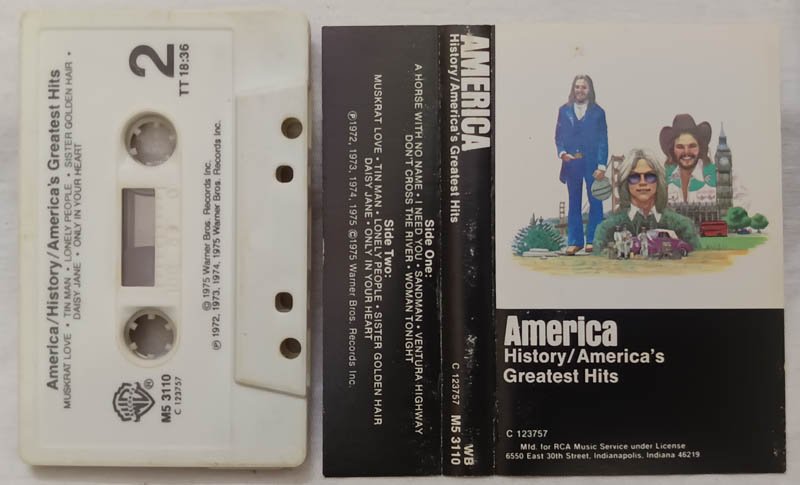 America/History/America's Greatest Hits
MUSKRAT LOVE • TIN MAN • LONELY PEOPLE • SISTER GOLDEN HAIR •
DAISY JANE • ONLY IN YOUR HEART
2
TT 18:36
℗1975 Warner Bros. Records Inc.
℗ 1972, 1973, 1974, 1975 Warner Bros. Records Inc.
M5 3110
C 123757
Side One:
A HORSE WITH NO NAME • I NEED YOU • SANDMAN • VENTURA HIGHWAY
DON'T CROSS THE RIVER • WOMAN TONIGHT
Side Two:
MUSKRAT LOVE • TIN MAN • LONELY PEOPLE • SISTER GOLDEN HAIR
DAISY JANE • ONLY IN YOUR HEART
℗1972, 1973, 1974, 1975 ©1975 Warner Bros. Records Inc.
AMERICA
History/America's Greatest Hits
C 123757
WB
M5 3110
America
History/America's
Greatest Hits
C 123757
Mfd. for RCA Music Service under License
6550 East 30th Street, Indianapolis, Indiana 46219